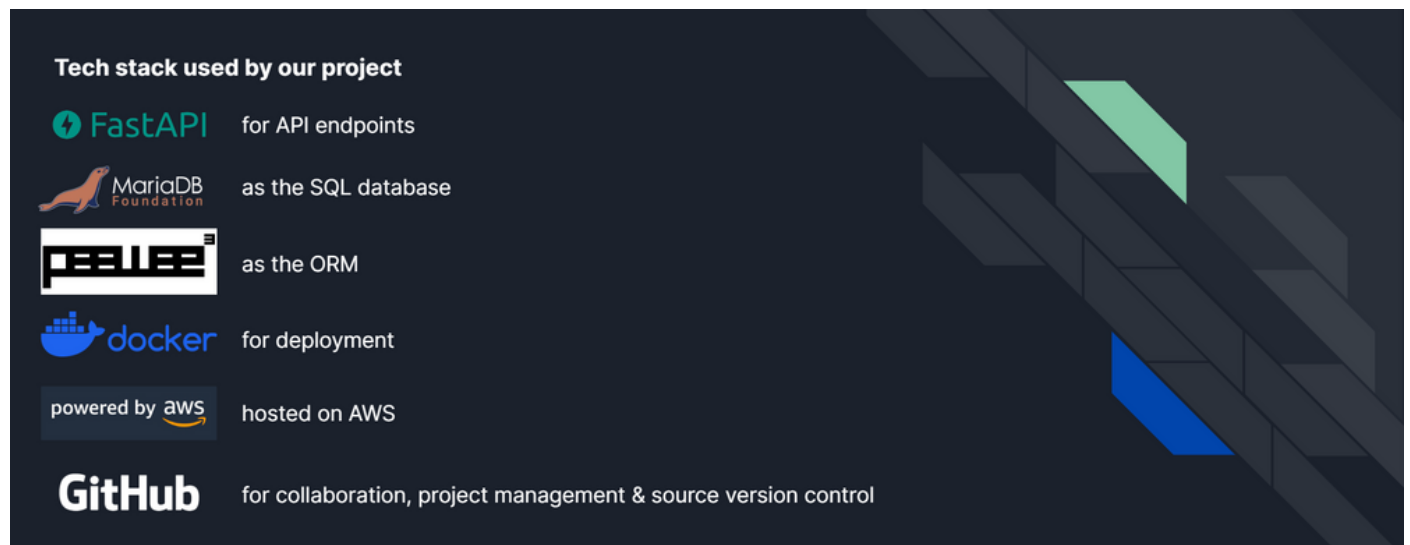 Tech stack used by our project
FastAPI for API endpoints
MariaDB
Foundation
as the SQL database
peewee 3
as the ORM
docker for deployment
powered by aws hosted on AWS
GitHub for collaboration, project management & source version control